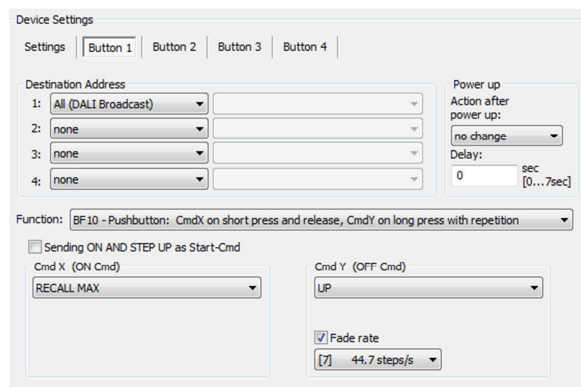 Device Settings
Settings Button 1 Button 2 Button 3 Button 4
Destination Address
1: All (DALI Broadcast)
2: none
3: none
4: none
Power up
Action after
power up:
no change
Delay:
0 sec
[0...7sec]
Function: BF10 - Pushbutton: CmdX on short press and release, CmdY on long press with repetition
Sending ON AND STEP UP as Start-Cmd
Cmd X (ON Cmd)
RECALL MAX
Cmd Y (OFF Cmd)
UP
Fade rate
[7] 44.7 steps/s